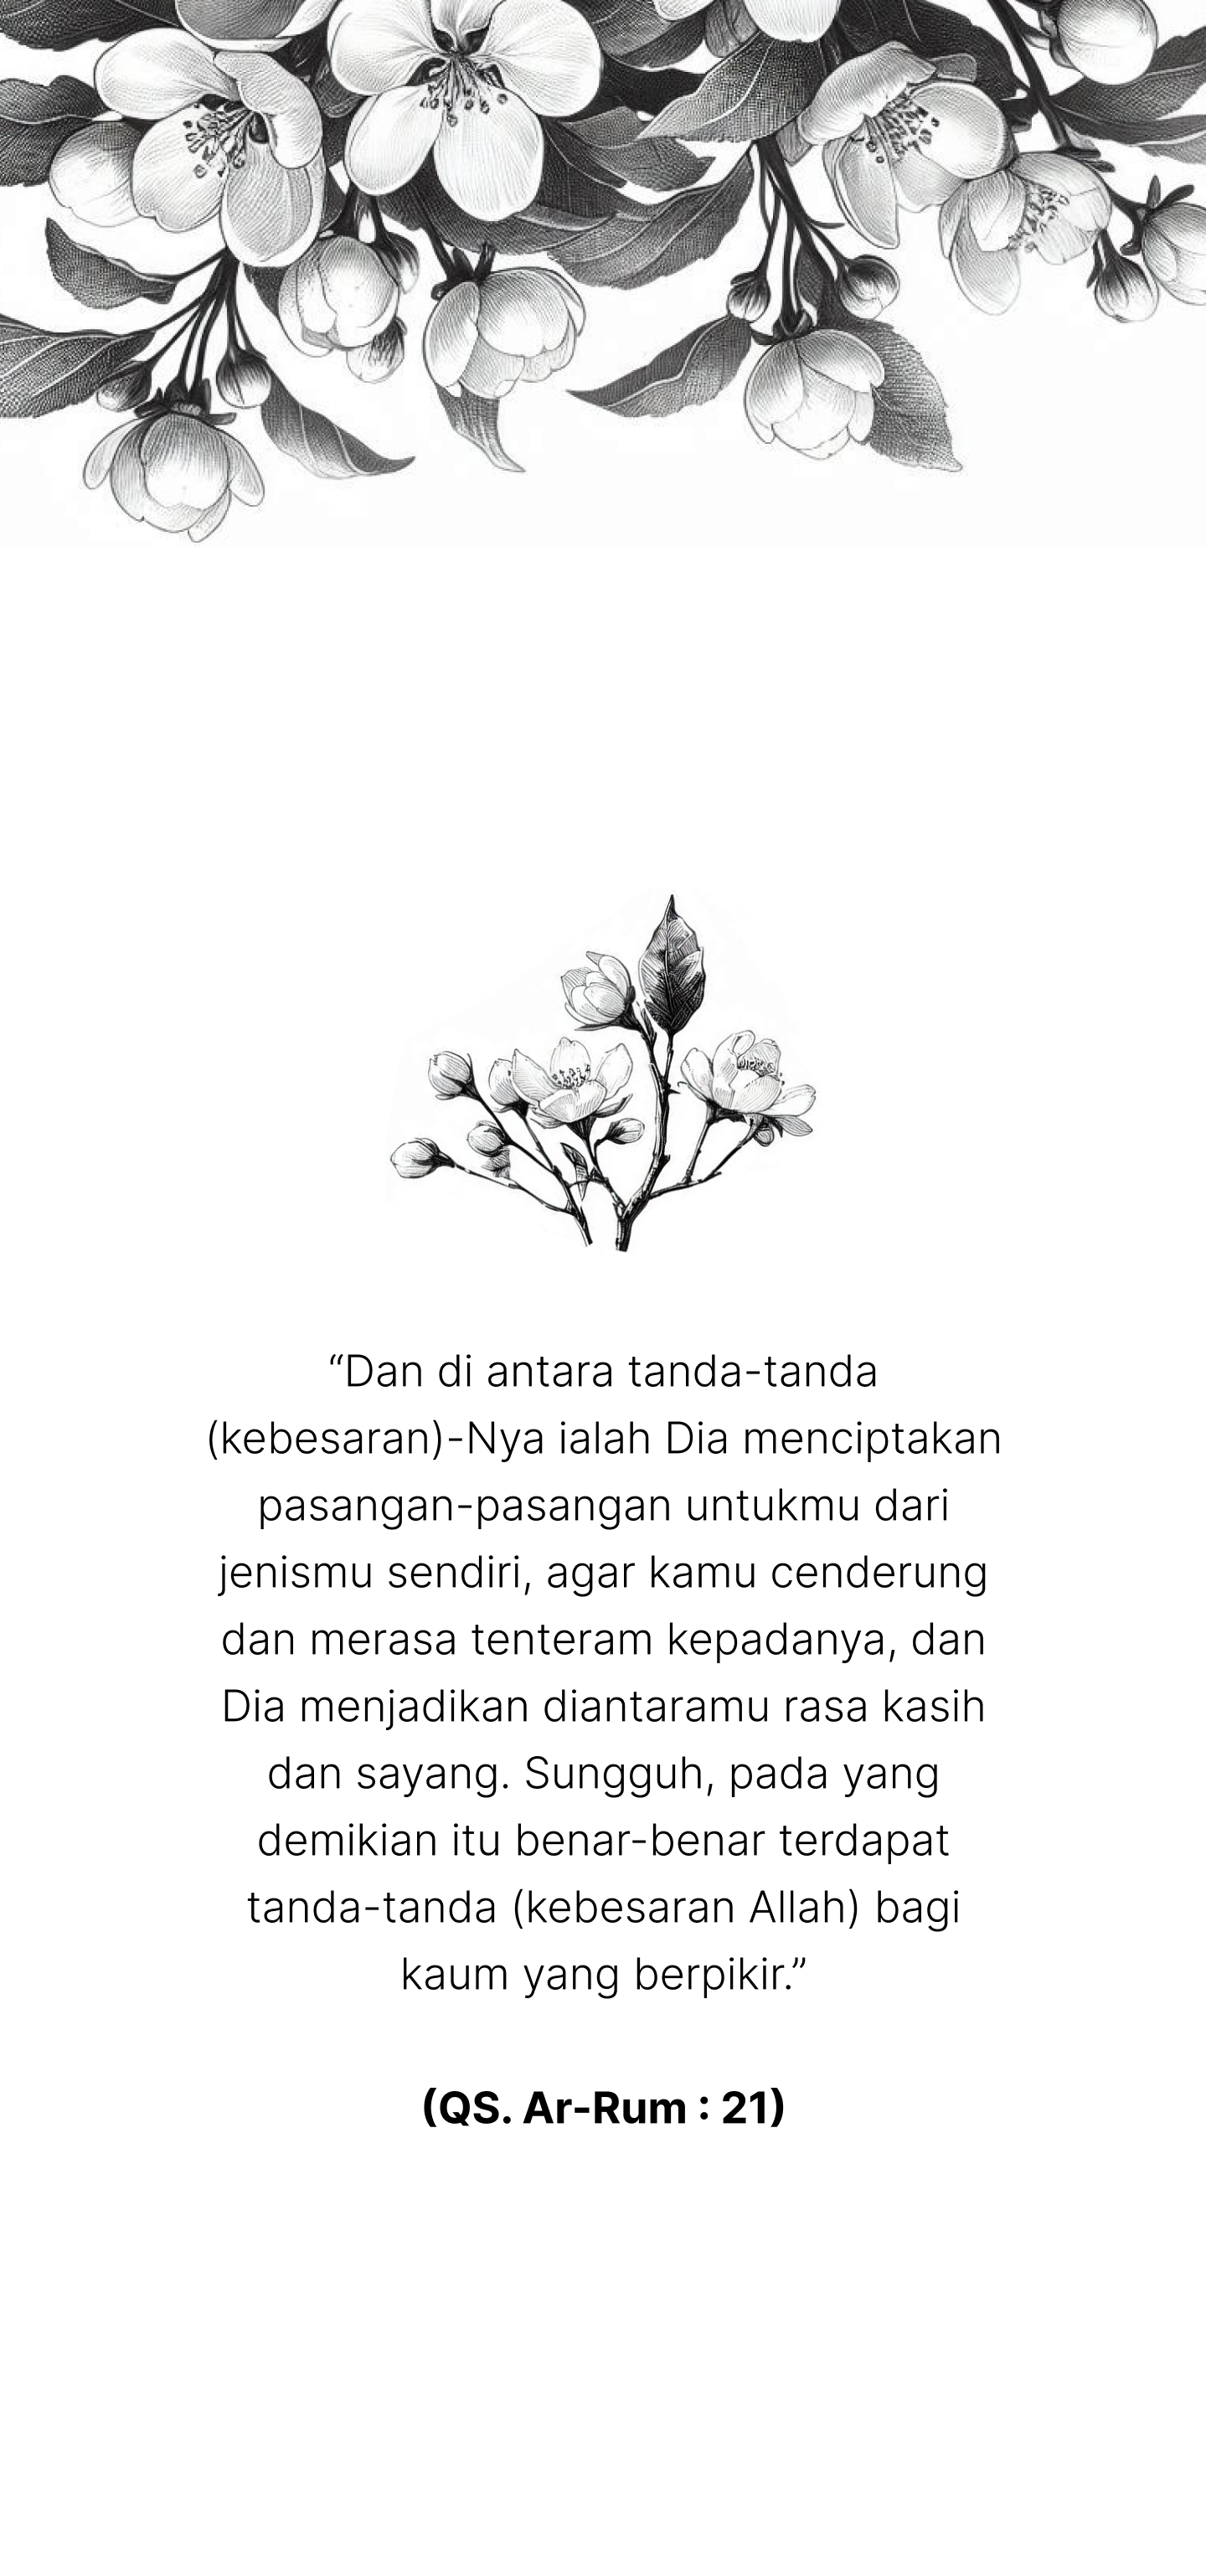 “Dan di antara tanda-tanda
(kebesaran)-Nya ialah Dia menciptakan
pasangan-pasangan untukmu dari
jenismu sendiri, agar kamu cenderung
dan merasa tenteram kepadanya, dan
Dia menjadikan diantaramu rasa kasih
dan sayang. Sungguh, pada yang
demikian itu benar-benar terdapat
tanda-tanda (kebesaran Allah) bagi
kaum yang berpikir.”
(QS. Ar-Rum : 21)